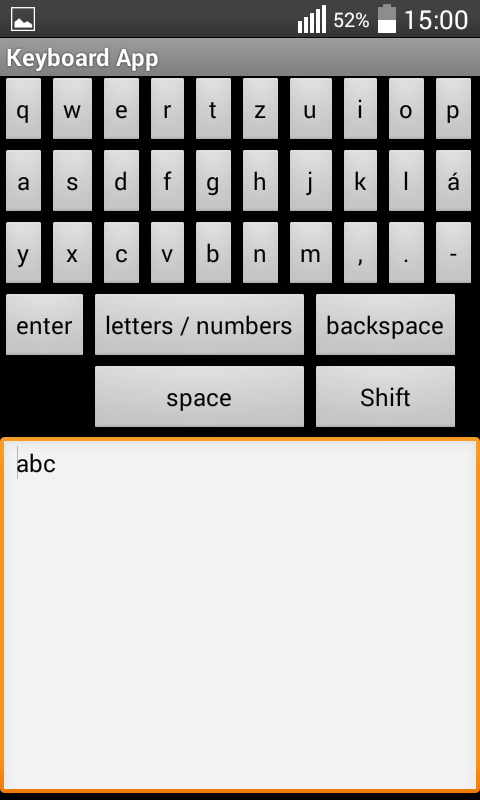 52% 15:00
Keyboard App
q w e r t z u i o p
a s d f g h j k l á
y x c v b n m , . -
enter letters / numbers backspace
space Shift
abc